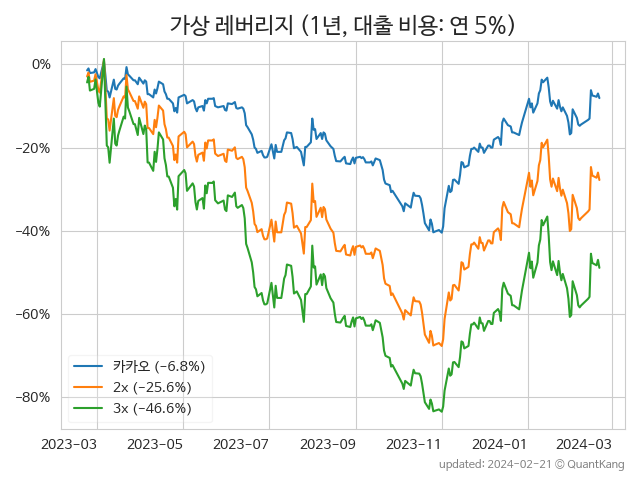 가상 레버리지 (1년, 대출 비용: 연 5%)
0%
−20%
−40%
−60%
−80%
카카오 (−6.8%)
2x (−25.6%)
3x (−46.6%)
2023-03 2023-05 2023-07 2023-09 2023-11 2024-01 2024-03
updated: 2024-02-21 © QuantKang